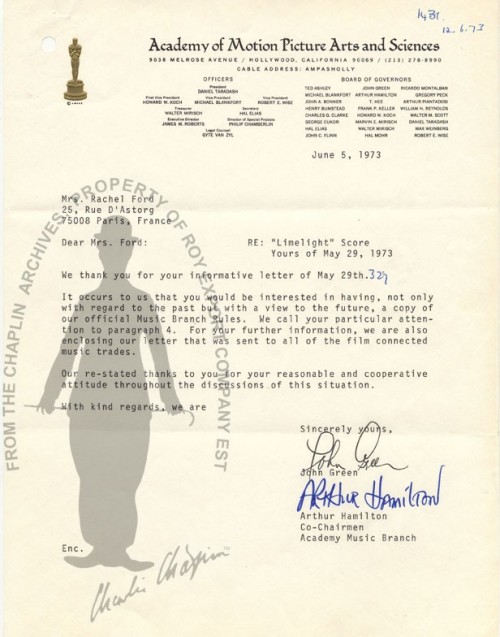 12.6.73
Academy of Motion Picture Arts and Sciences
9038 MELROSE AVENUE / HOLLYWOOD, CALIFORNIA 90069 / (213) 278-8990
CABLE ADDRESS: AMPASHOLLY
OFFICERS
President
DANIEL TARADASH
First Vice President Vice President Vice President
HOWARD W. KOCH MICHAEL BLANKFORT ROBERT E. WISE
Treasurer Secretary
WALTER MIRISCH HAL ELIAS
Executive Director Director of Special Projects
JAMES M. ROBERTS PHILIP CHAMBERLIN
Legal Counsel
GYTE VAN ZYL
BOARD OF GOVERNORS
TED ASHLEY JOHN GREEN RICARDO MONTALBAN
MICHAEL BLANKFORT ARTHUR HAMILTON GREGORY PECK
JOHN A. BONNER T. HEE ARTHUR PIANTADOSI
HENRY BUMSTEAD FRANK P. KELLER WILLIAM H. REYNOLDS
CHARLES G. CLARKE HOWARD W. KOCH WALTER M. SCOTT
GEORGE CUKOR MARVIN E. MIRISCH DANIEL TARADASH
HAL ELIAS WALTER MIRISCH MAX WEINBERG
JOHN C. FLINN HAL MOHR ROBERT E. WISE
June 5, 1973
Mrs. Rachel Ford
25, Rue D'Astorg
75008 Paris, France
Dear Mrs. Ford:
RE: "Limelight" Score
Yours of May 29, 1973
We thank you for your informative letter of May 29th.
It occurs to us that you would be interested in having, not only
with regard to the past but with a view to the future, a copy of
our official Music Branch Rules. We call your particular atten-
tion to paragraph 4. For your further information, we are also
enclosing our letter that was sent to all of the film connected
music trades.
Our re-stated thanks to you for your reasonable and cooperative
attitude throughout the discussions of this situation.
With kind regards, we are
Sincerely yours,
John Green
John Green
ARTHUR HAMILTON
Arthur Hamilton
Co-Chairmen
Academy Music Branch
Enc.
FROM THE CHAPLIN ARCHIVES PROPERTY OF ROY EXPORT COMPANY EST
Charlie Chaplin